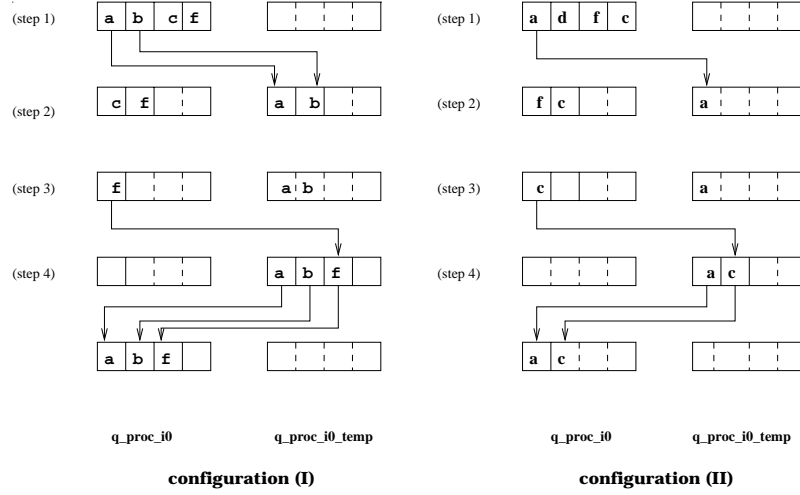 (step 1) a b c f (step 1) a d f c
(step 2) c f a b (step 2) f c a
(step 3) f a b (step 3) c a
(step 4) a b f (step 4) a c
a b f a c
q_proc_i0 q_proc_i0_temp q_proc_i0 q_proc_i0_temp
configuration (I) configuration (II)